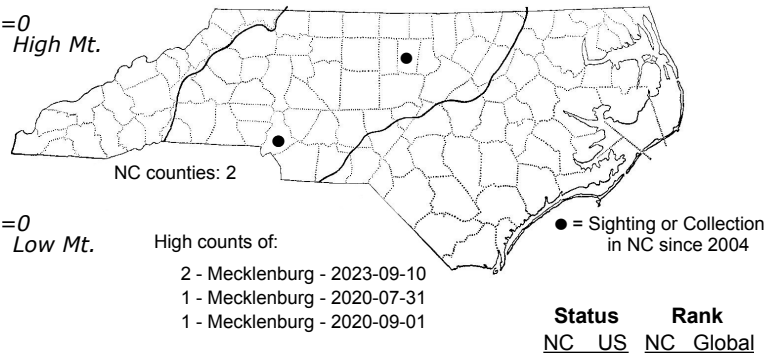 =0
High Mt.
NC counties: 2
=0
Low Mt.
High counts of:
2 - Mecklenburg - 2023-09-10
1 - Mecklenburg - 2020-07-31
1 - Mecklenburg - 2020-09-01
● = Sighting or Collection
in NC since 2004
Status Rank
NC US NC Global